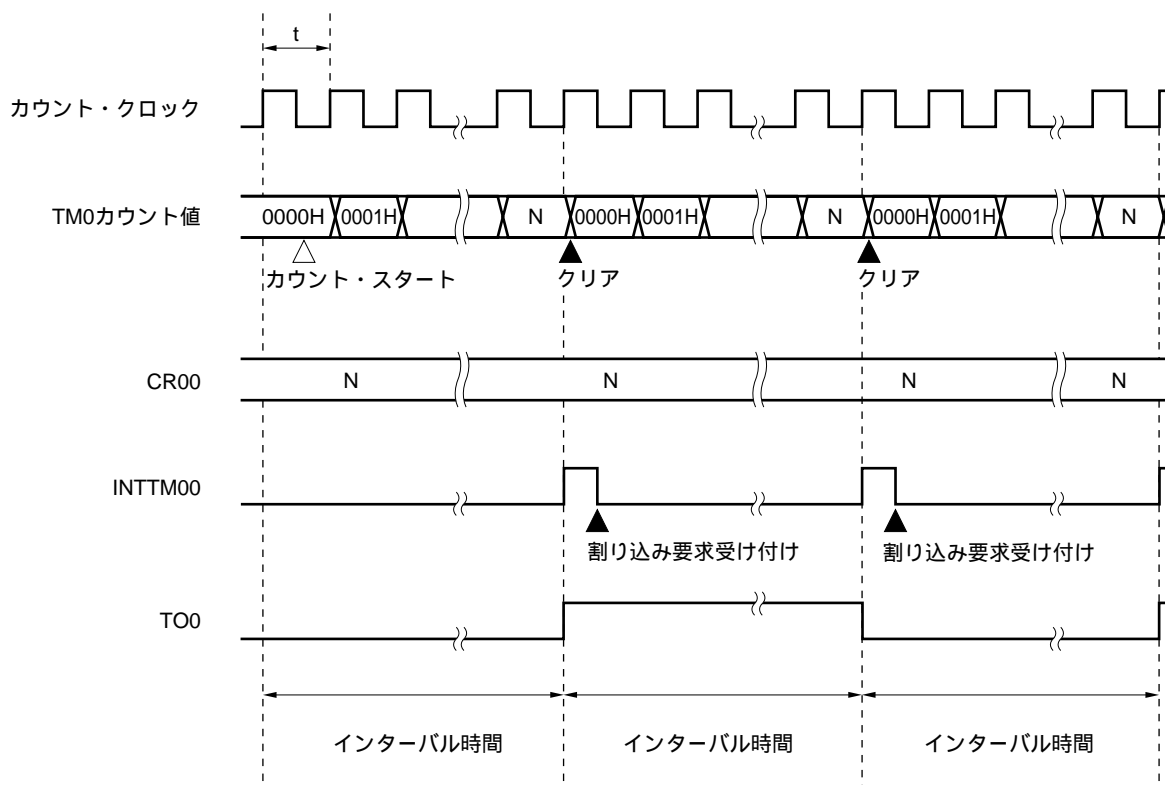 t
カウント・クロック
TM0カウント値 0000H 0001H N 0000H 0001H N 0000H 0001H N
カウント・スタート クリア クリア
CR00 N N N N
INTTM00
割り込み要求受け付け 割り込み要求受け付け
TO0
インターバル時間 インターバル時間 インターバル時間